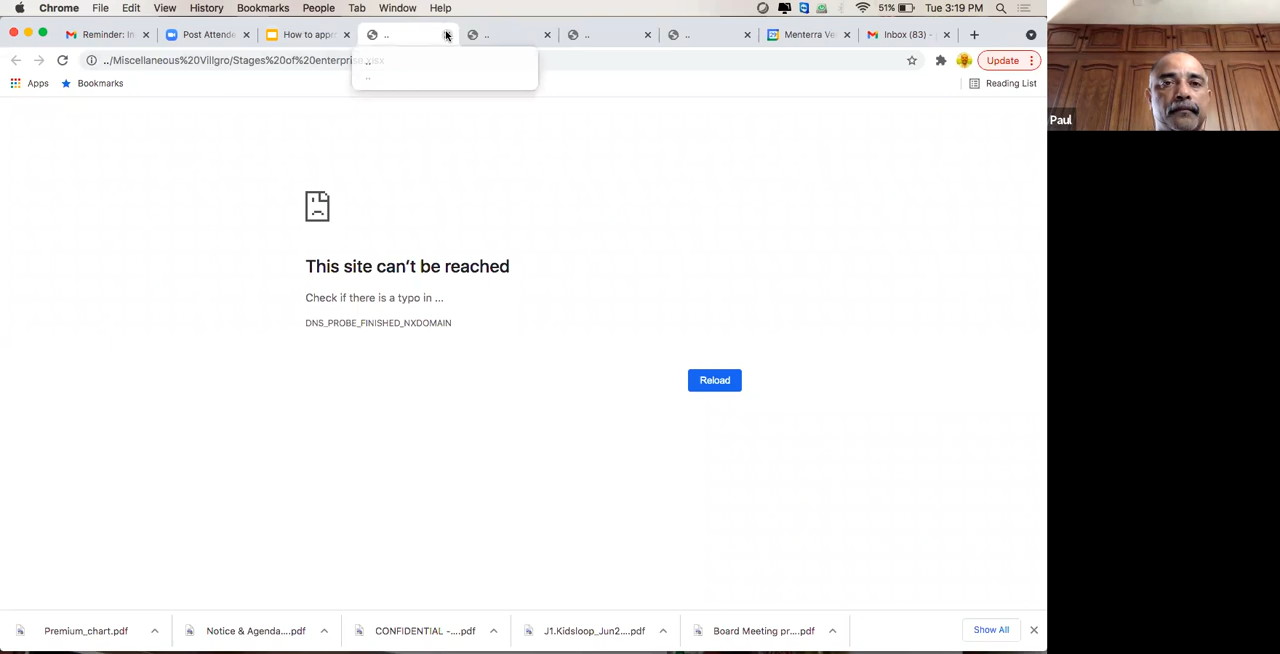 Chrome File Edit View History Bookmarks People Tab Window Help 51% Tue 3:19 PM
Reminder: In Post Attende How to appr .. .. .. .. Menterra Ve Inbox (83) -
../Miscellaneous%20Villgro/Stages%20of%20enterprise.xlsx Update
..
..
Apps Bookmarks Reading List
Paul
This site can't be reached
Check if there is a typo in ...
DNS_PROBE_FINISHED_NXDOMAIN
Reload
Premium_chart.pdf Notice & Agenda....pdf CONFIDENTIAL -....pdf J1.Kidsloop_Jun2....pdf Board Meeting pr....pdf Show All